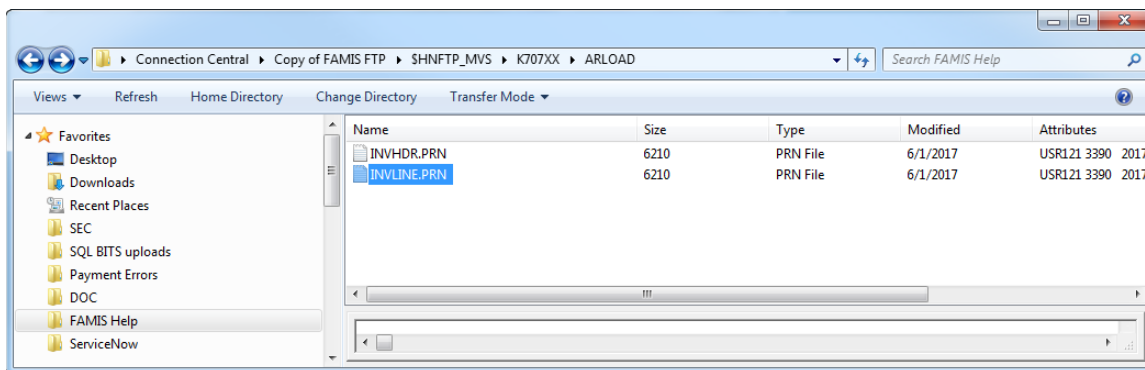 Connection Central ▸ Copy of FAMIS FTP ▸ $HNFTP_MVS ▸ K707XX ▸ ARLOAD
Search FAMIS Help
Views Refresh Home Directory Change Directory Transfer Mode
Favorites
Desktop
Downloads
Recent Places
SEC
SQL BITS uploads
Payment Errors
DOC
FAMIS Help
ServiceNow
Name Size Type Modified Attributes
INVHDR.PRN 6210 PRN File 6/1/2017 USR121 3390 2017
INVLINE.PRN 6210 PRN File 6/1/2017 USR121 3390 2017